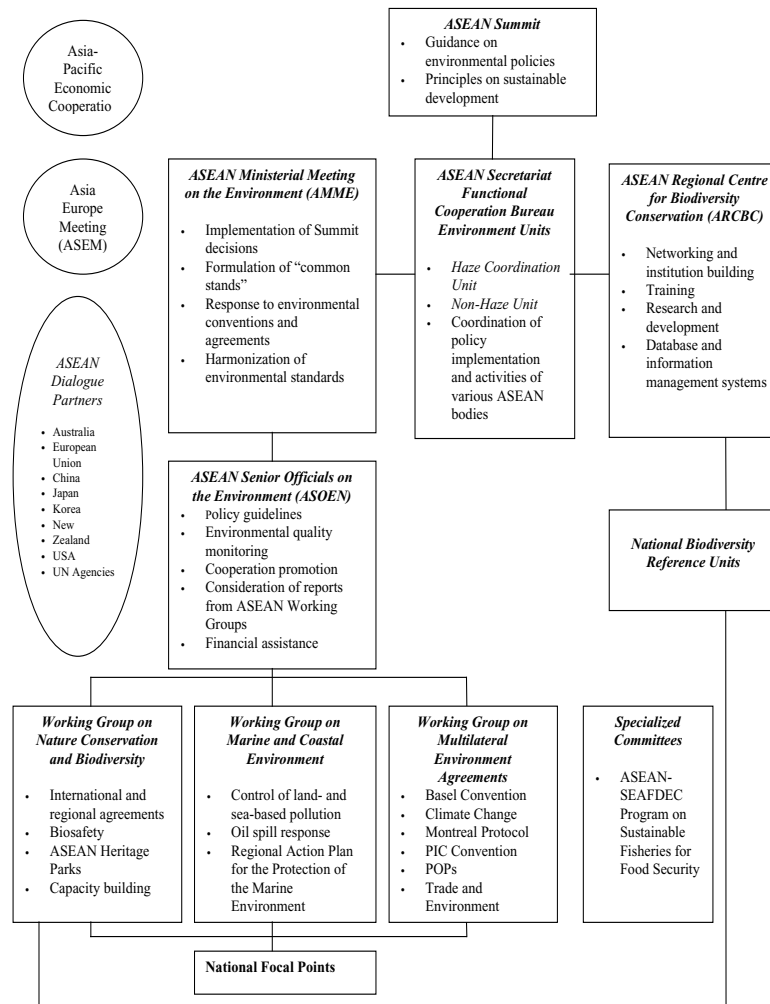 ASEAN Summit
• Guidance on
environmental policies
• Principles on sustainable
development
Asia-
Pacific
Economic
Cooperatio
Asia
Europe
Meeting
(ASEM)
ASEAN
Dialogue
Partners
• Australia
• European
Union
• China
• Japan
• Korea
• New
• Zealand
• USA
• UN Agencies
ASEAN Ministerial Meeting
on the Environment (AMME)
• Implementation of Summit
decisions
• Formulation of “common
stands”
• Response to environmental
conventions and
agreements
• Harmonization of
environmental standards
ASEAN Secretariat
Functional
Cooperation Bureau
Environment Units
• Haze Coordination
Unit
• Non-Haze Unit
• Coordination of
policy
implementation
and activities of
various ASEAN
bodies
ASEAN Regional Centre
for Biodiversity
Conservation (ARCBC)
• Networking and
institution building
• Training
• Research and
development
• Database and
information
management systems
ASEAN Senior Officials on
the Environment (ASOEN)
• Policy guidelines
• Environmental quality
monitoring
• Cooperation promotion
• Consideration of reports
from ASEAN Working
Groups
• Financial assistance
National Biodiversity
Reference Units
Working Group on
Nature Conservation
and Biodiversity
• International and
regional agreements
• Biosafety
• ASEAN Heritage
Parks
• Capacity building
Working Group on
Marine and Coastal
Environment
• Control of land- and
sea-based pollution
• Oil spill response
• Regional Action Plan
for the Protection of
the Marine
Environment
Working Group on
Multilateral
Environment
Agreements
• Basel Convention
• Climate Change
• Montreal Protocol
• PIC Convention
• POPs
• Trade and
Environment
Specialized
Committees
• ASEAN-
SEAFDEC
Program on
Sustainable
Fisheries for
Food Security
National Focal Points